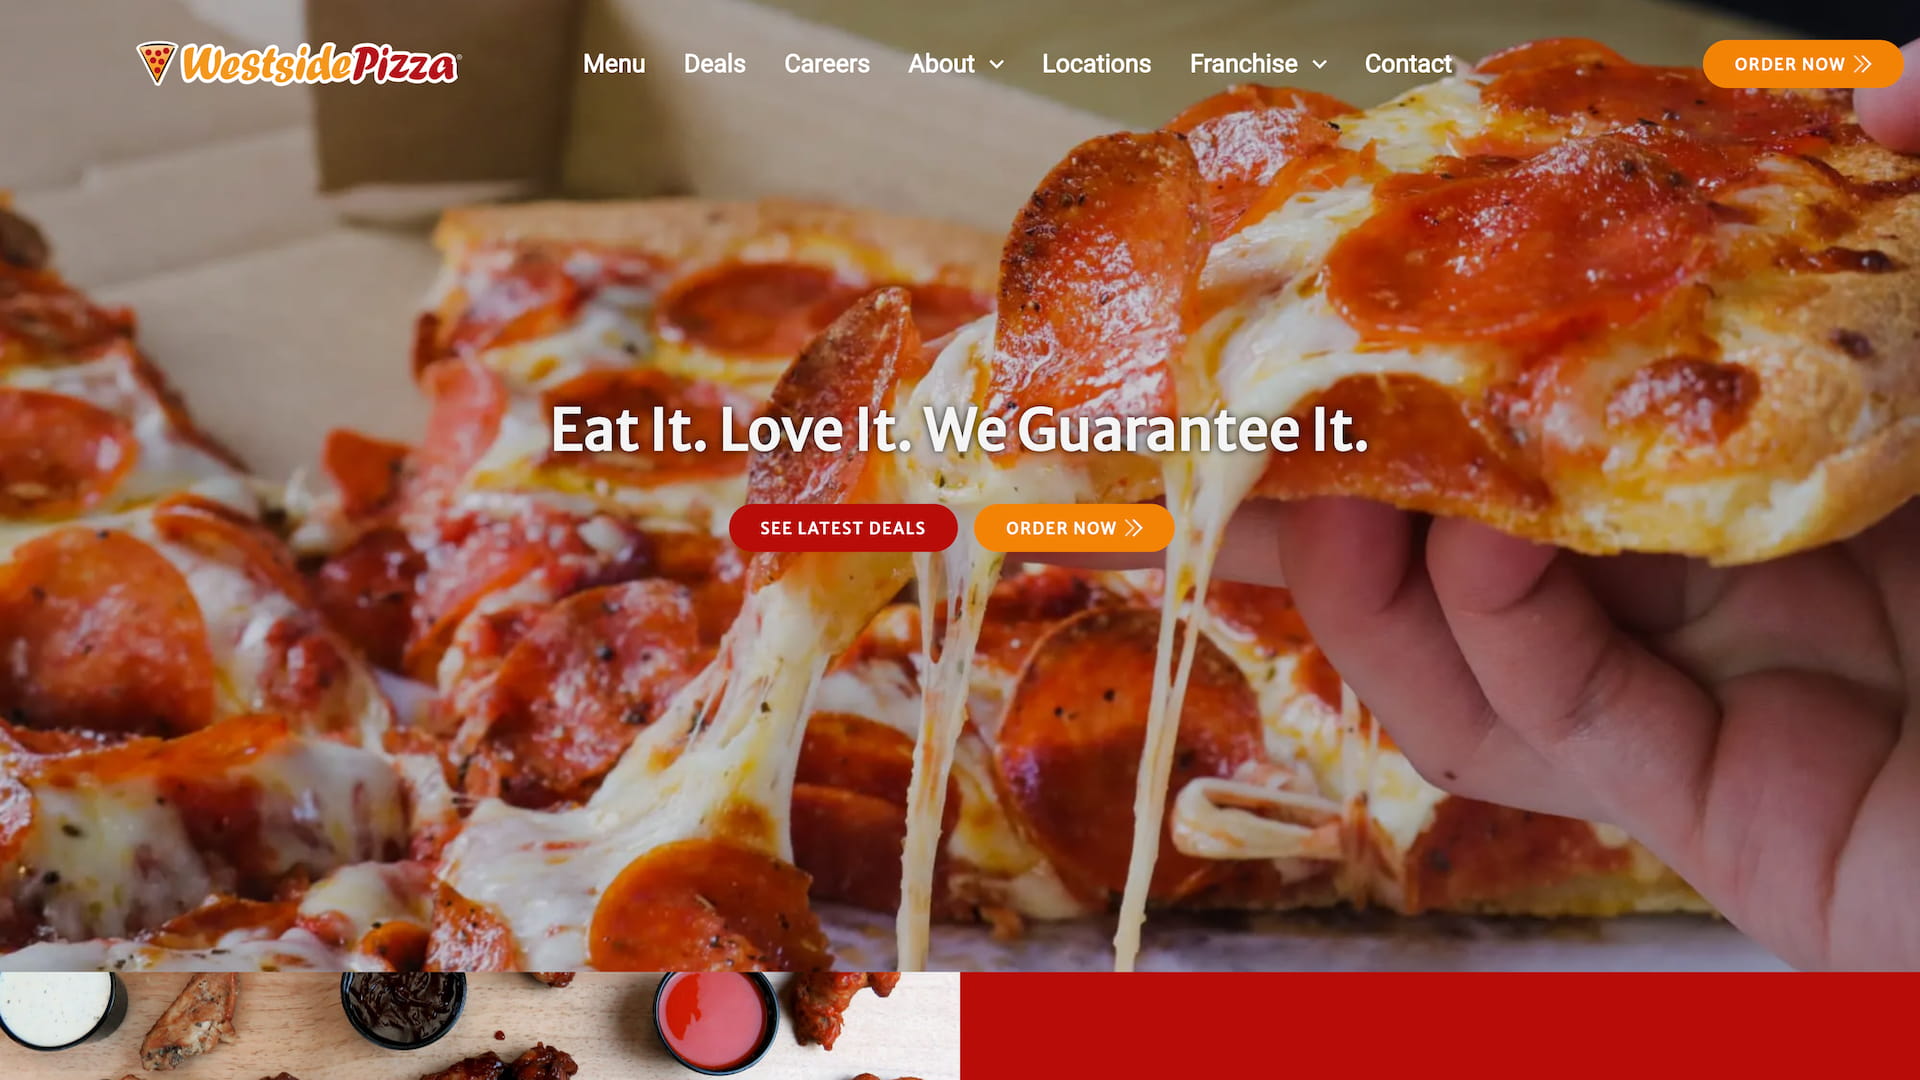 WestsidePizza
Menu
Deals
Careers
About
Locations
Franchise
Contact
ORDER NOW
Eat It. Love It. We Guarantee It.
SEE LATEST DEALS
ORDER NOW